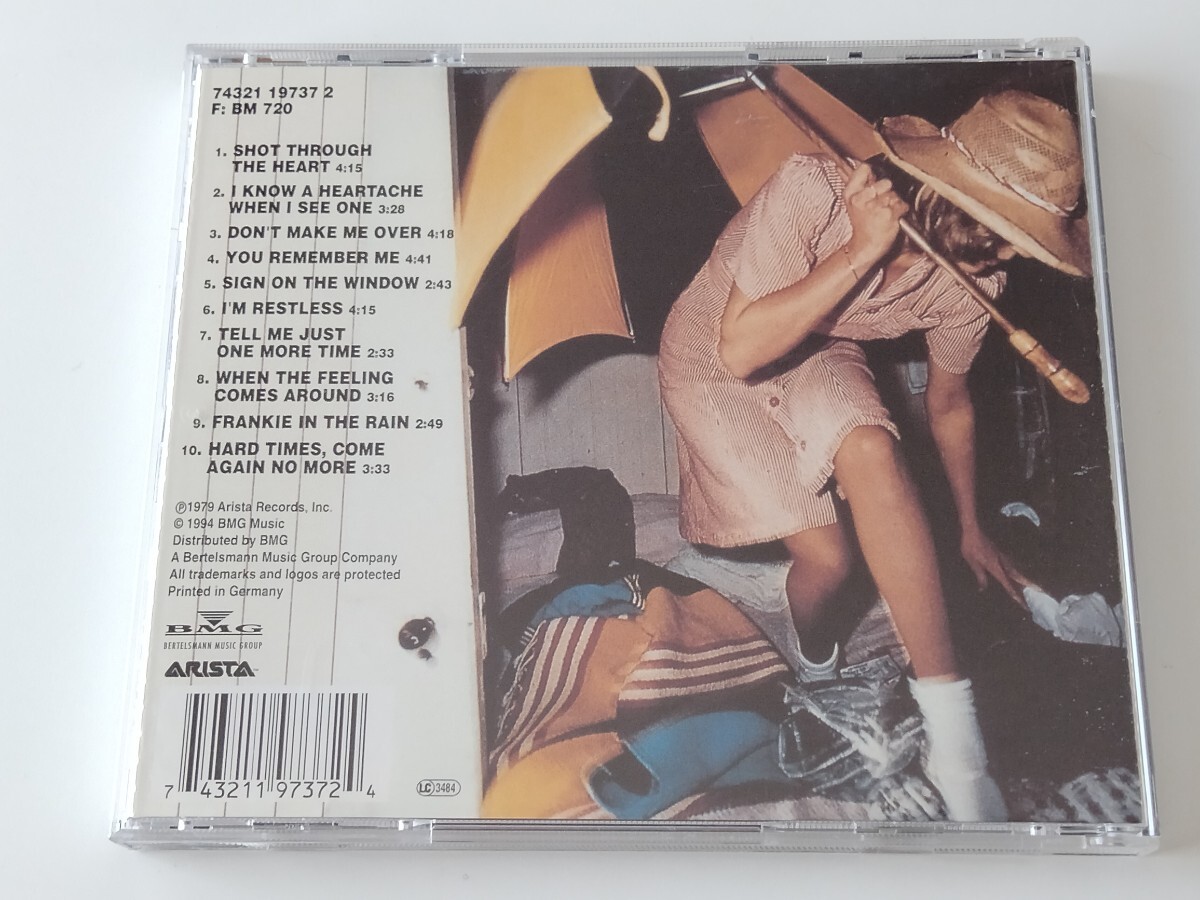 74321 19737 2
F: BM 720
1. SHOT THROUGH
THE HEART 4:15
2. I KNOW A HEARTACHE
WHEN I SEE ONE 3:28
3. DON'T MAKE ME OVER 4:18
4. YOU REMEMBER ME 4:41
5. SIGN ON THE WINDOW 2:43
6. I'M RESTLESS 4:15
7. TELL ME JUST
ONE MORE TIME 2:33
8. WHEN THE FEELING
COMES AROUND 3:16
9. FRANKIE IN THE RAIN 2:49
10. HARD TIMES, COME
AGAIN NO MORE 3:33
℗1979 Arista Records, Inc.
© 1994 BMG Music
Distributed by BMG
A Bertelsmann Music Group Company
All trademarks and logos are protected
Printed in Germany
BMG
BERTELSMANN MUSIC GROUP
ARISTA™
7 43211 97372 4
LC 3484